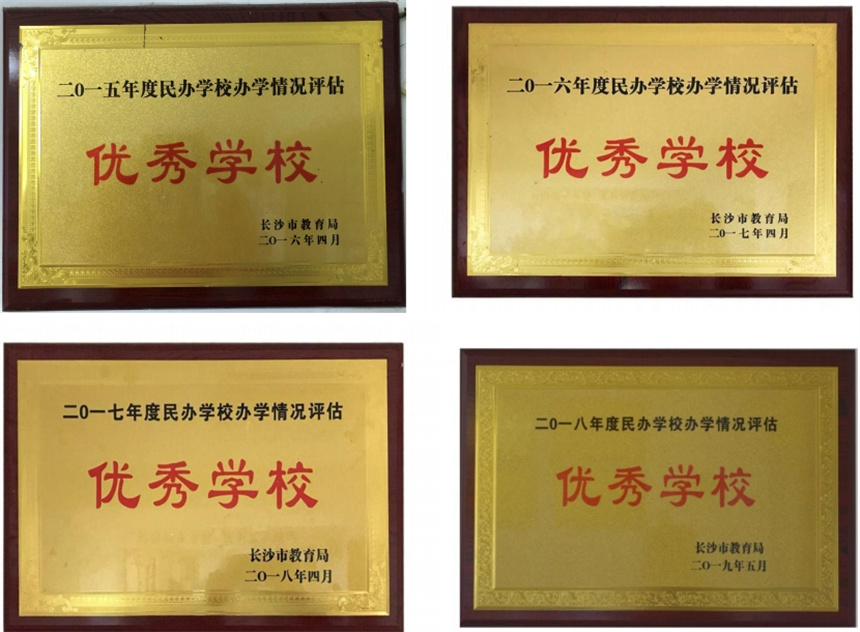 二〇一五年度民办学校办学情况评估
优秀学校
长沙市教育局
二〇一六年四月
二〇一六年度民办学校办学情况评估
优秀学校
长沙市教育局
二〇一七年四月
二〇一七年度民办学校办学情况评估
优秀学校
长沙市教育局
二〇一八年四月
二〇一八年度民办学校办学情况评估
优秀学校
长沙市教育局
二〇一九年五月